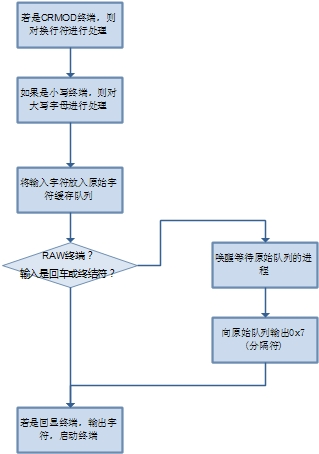 若是CRMOD终端，则
对换行符进行处理
如果是小写终端，则对
大写字母进行处理
将输入字符放入原始字
符缓存队列
RAW终端？
输入是回车或终结符？
唤醒等待原始队列的进
程
向原始队列输出0x7
（分隔符)
若是回显终端，输出字
符，启动终端